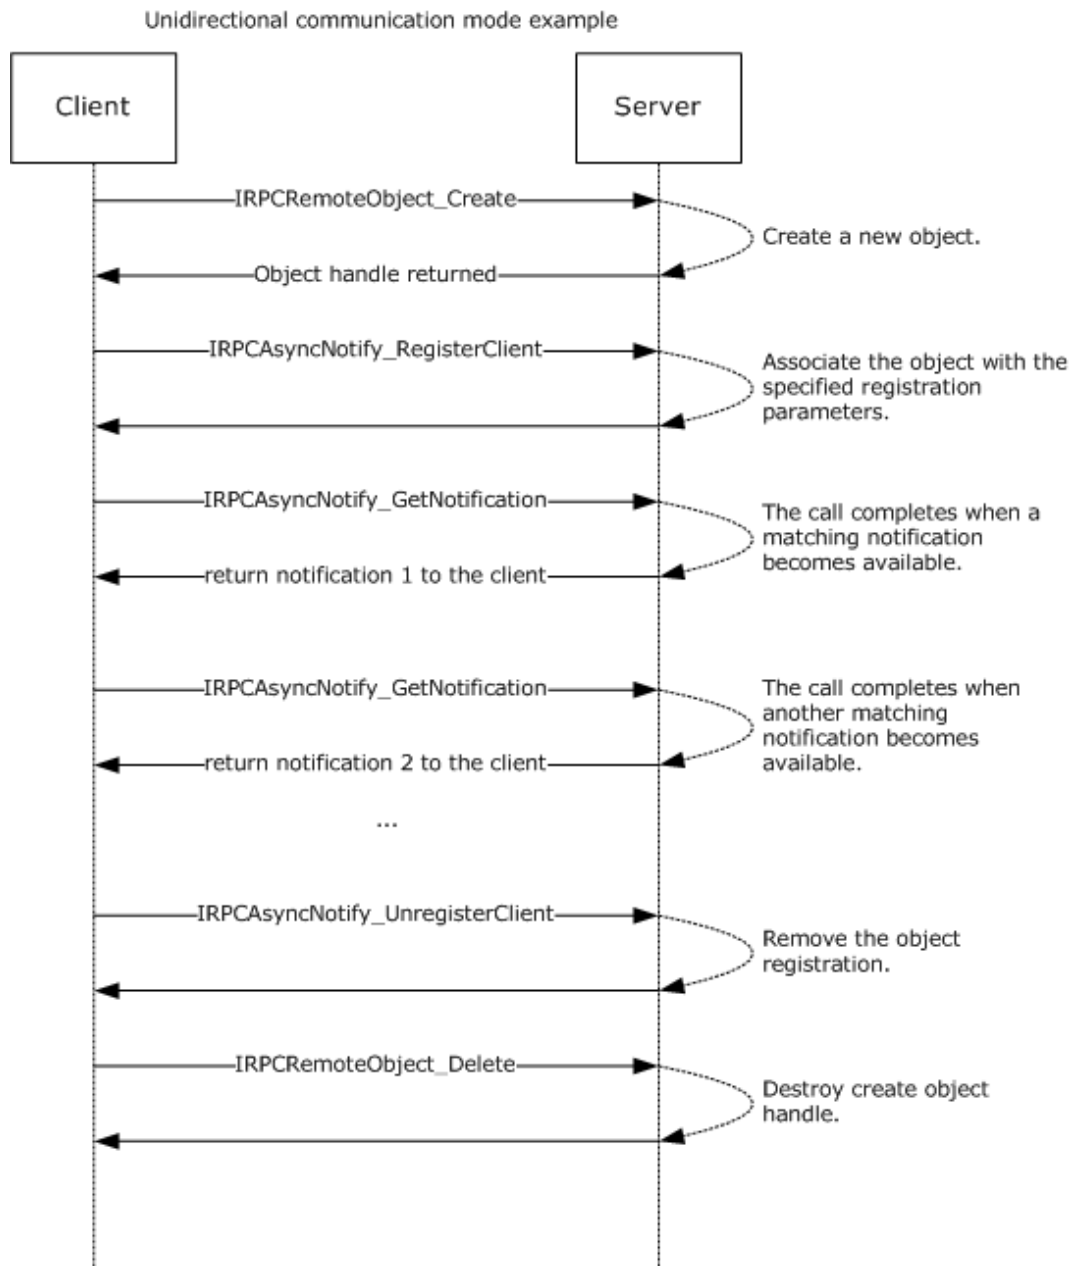 Unidirectional communication mode example
Client
Server
IRPCRemoteObject_Create
Create a new object.
Object handle returned
IRPCAsyncNotify_RegisterClient
Associate the object with the
specified registration
parameters.
IRPCAsyncNotify_GetNotification
The call completes when a
matching notification
becomes available.
return notification 1 to the client
IRPCAsyncNotify_GetNotification
The call completes when
another matching
notification becomes
available.
return notification 2 to the client
...
IRPCAsyncNotify_UnregisterClient
Remove the object
registration.
IRPCRemoteObject_Delete
Destroy create object
handle.